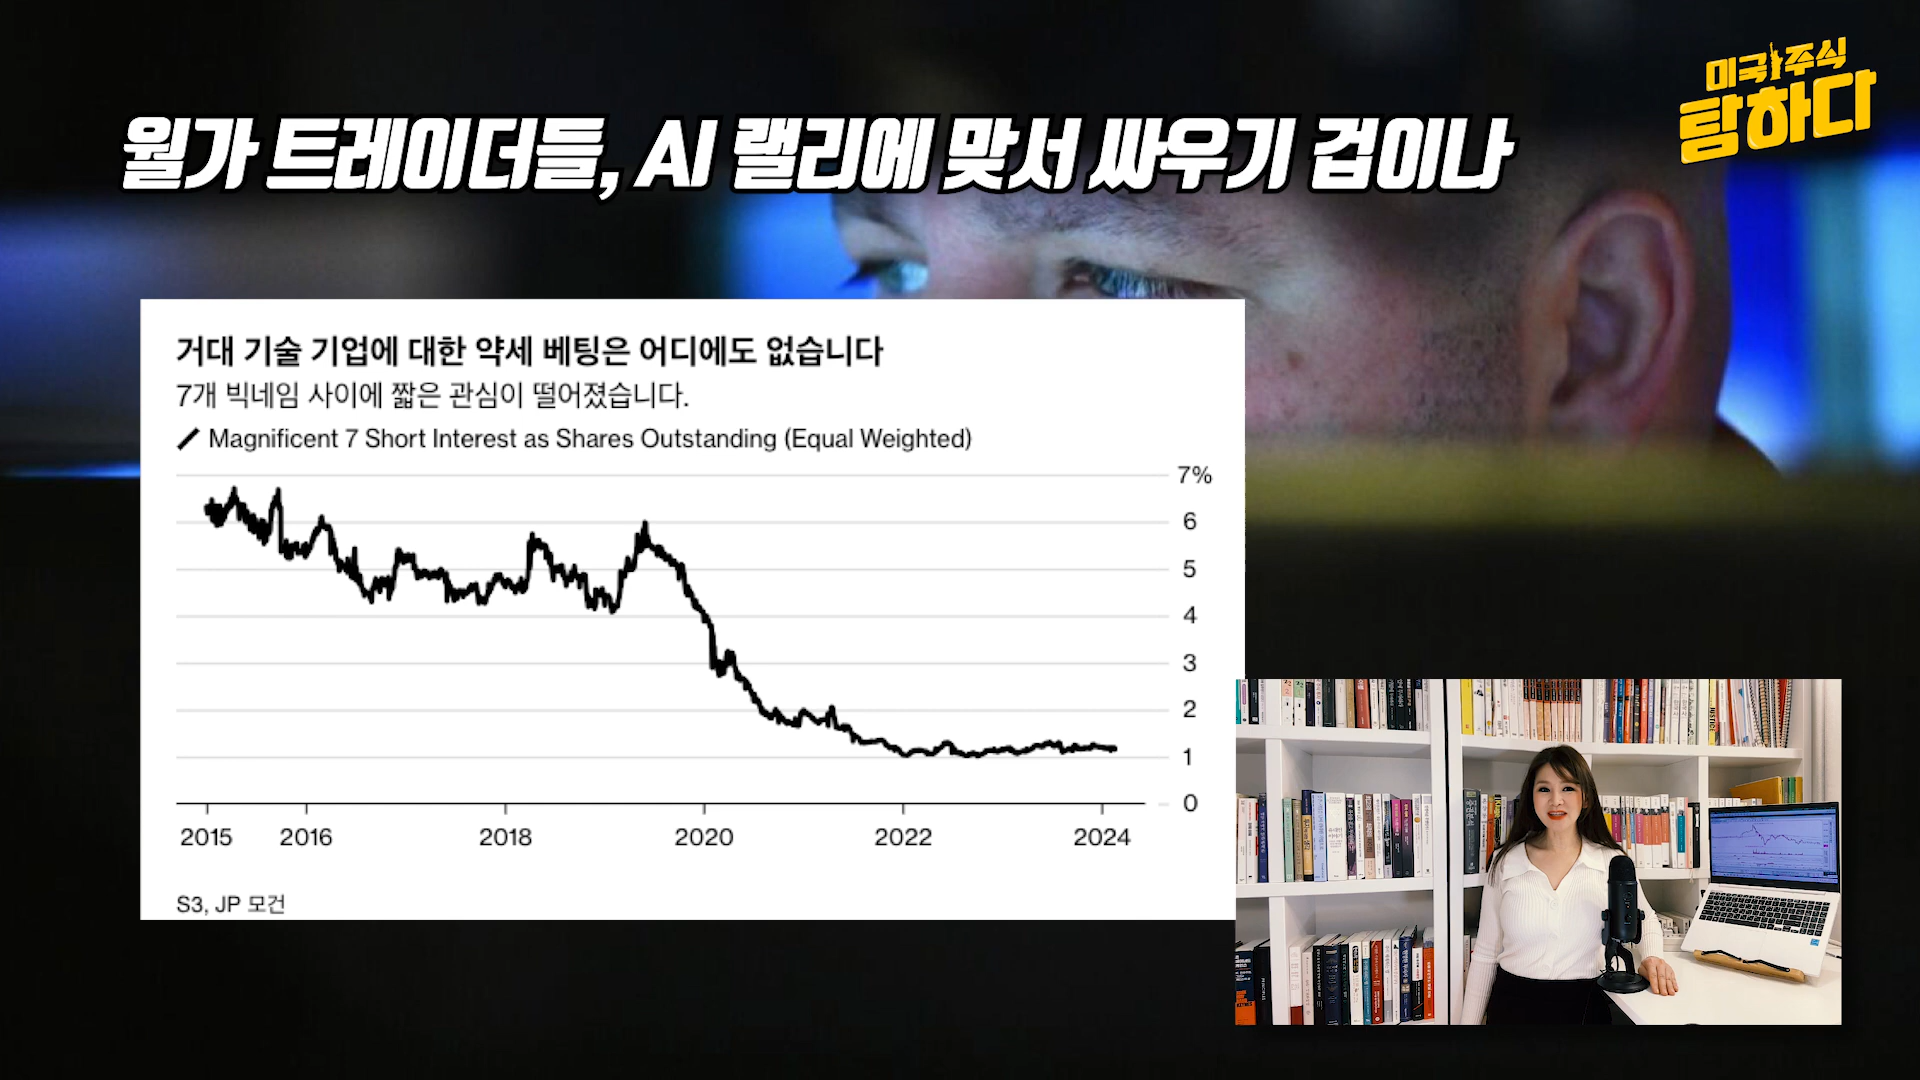 미국주식
탐하다
월가 트레이더들, AI 랠리에 맞서 싸우기 겁이나
거대 기술 기업에 대한 약세 베팅은 어디에도 없습니다
7개 빅네임 사이에 짧은 관심이 떨어졌습니다.
Magnificent 7 Short Interest as Shares Outstanding (Equal Weighted)
7%
6
5
4
3
2
1
0
2015 2016 2018 2020 2022 2024
S3, JP 모건